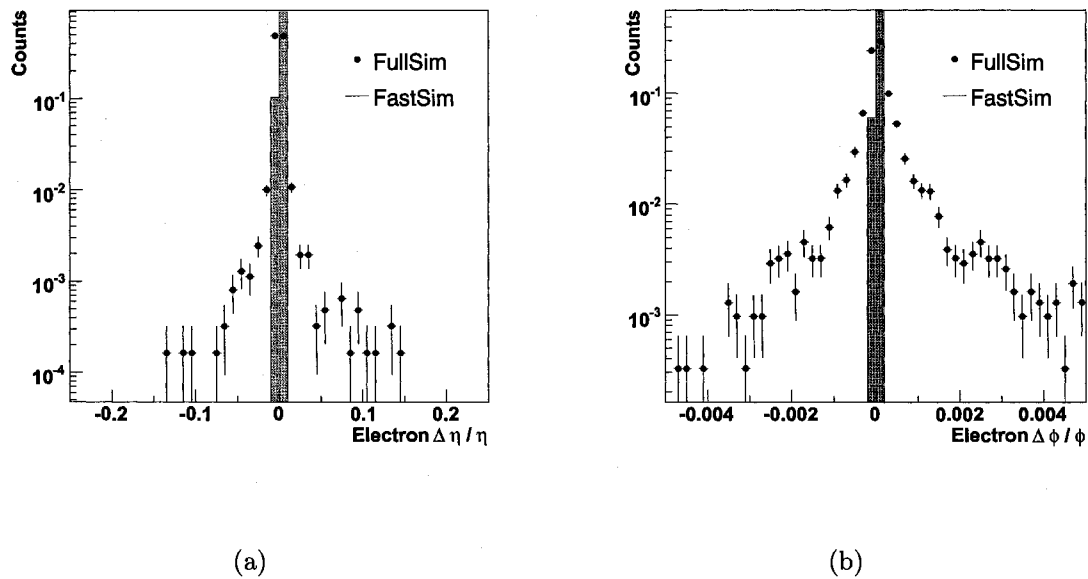 Counts
FullSim
FastSim
10^-1
10^-2
10^-3
10^-4
-0.2 -0.1 0 0.1 0.2
Electron Δ η / η
(a)
Counts
FullSim
FastSim
10^-1
10^-2
10^-3
-0.004 -0.002 0 0.002 0.004
Electron Δ ϕ / ϕ
(b)